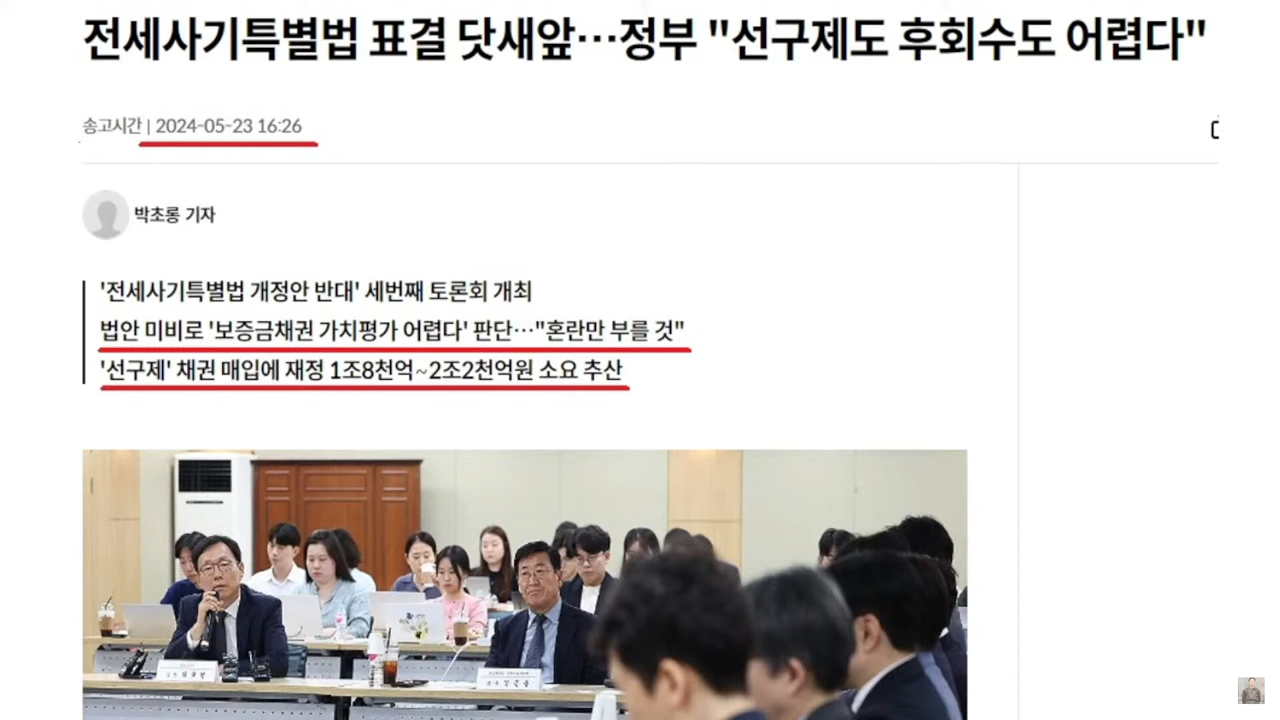 전세사기특별법 표결 닷새앞…정부 "선구제도 후회수도 어렵다"
송고시간 | 2024-05-23 16:26
박초롱 기자
'전세사기특별법 개정안 반대' 세번째 토론회 개최
법안 미비로 '보증금채권 가치평가 어렵다' 판단…"혼란만 부를 것"
'선구제' 채권 매입에 재정 1조8천억~2조2천억원 소요 추산